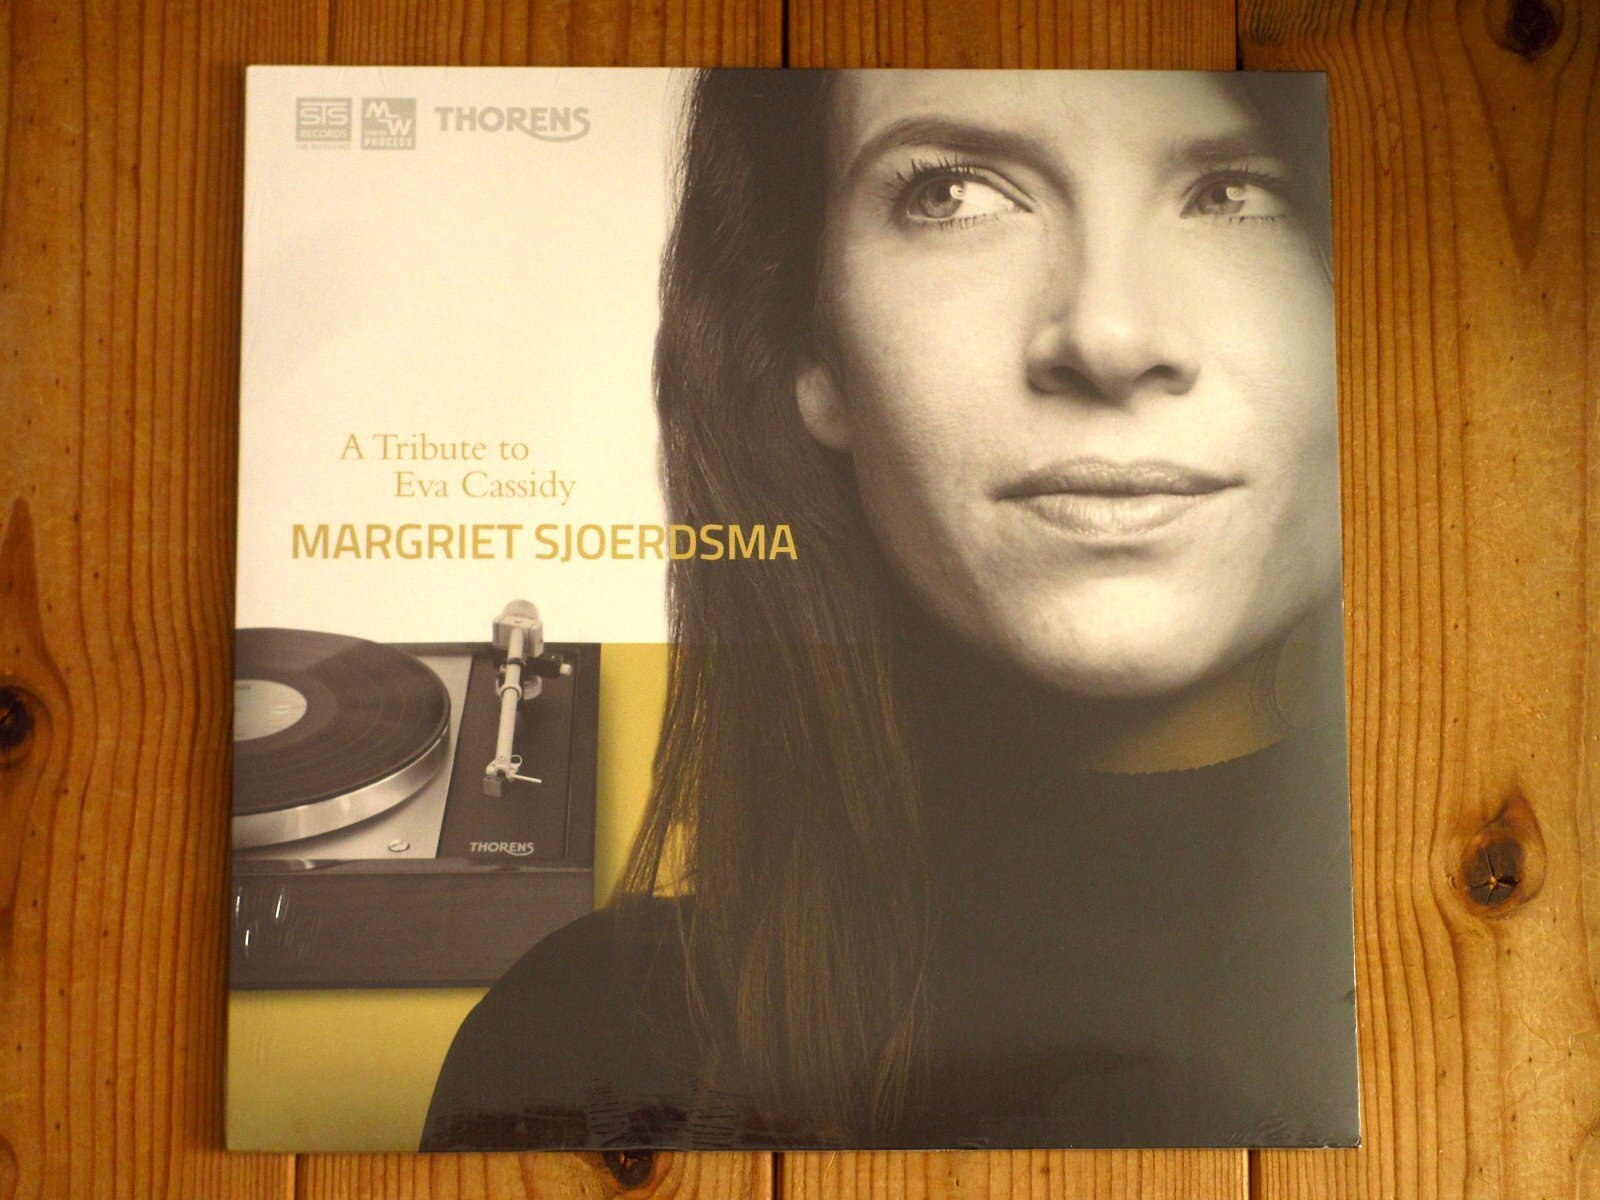 STS
RECORDS
MW
PROCESS
THORENS
A Tribute to
Eva Cassidy
MARGRIET SJOERDSMA
THORENS